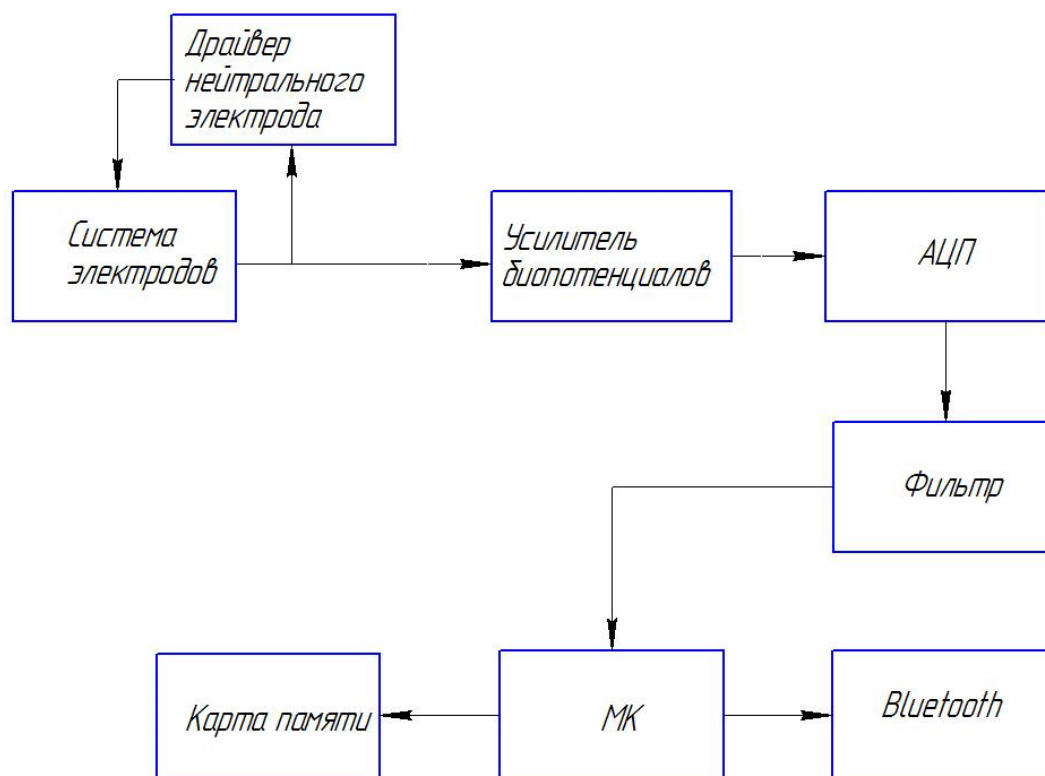 Драйвер
нейтрального
электрода
Система
электродов
Усилитель
биопотенциалов
АЦП
Фильтр
Карта памяти
МК
Bluetooth